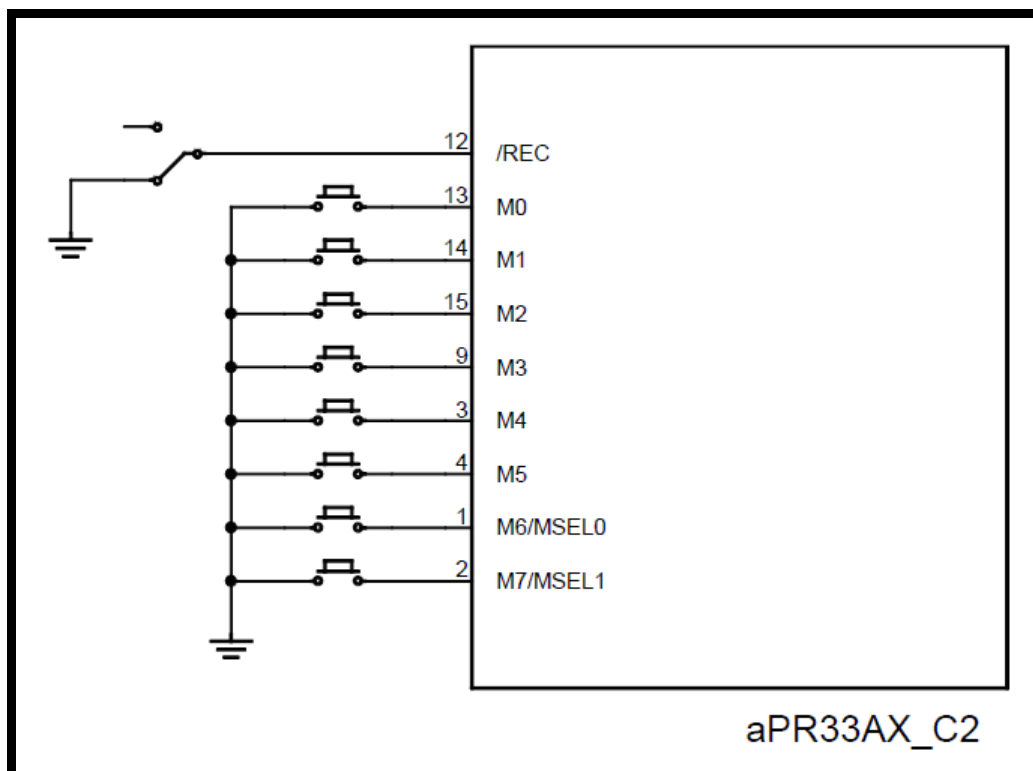 12 /REC
13 M0
14 M1
15 M2
9 M3
3 M4
4 M5
1 M6/MSEL0
2 M7/MSEL1
aPR33AX_C2